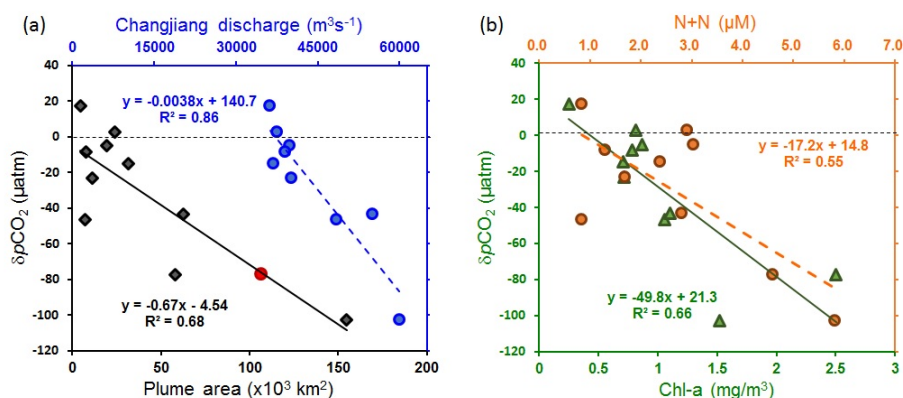 (a)
Changjiang discharge (m³s⁻¹)
0 15000 30000 45000 60000
δpCO₂ (µatm)
40
20
0
-20
-40
-60
-80
-100
-120
y = -0.0038x + 140.7
R² = 0.86
y = -0.67x - 4.54
R² = 0.68
0 50 100 150 200
Plume area (x10³ km²)
(b)
N+N (µM)
0.0 1.0 2.0 3.0 4.0 5.0 6.0 7.0
δpCO₂ (µatm)
40
20
0
-20
-40
-60
-80
-100
-120
-17.2x + 14.8
R² = 0.55
y = -49.8x + 21.3
R² = 0.66
0 0.5 1 1.5 2 2.5 3
Chl-a mg/m³